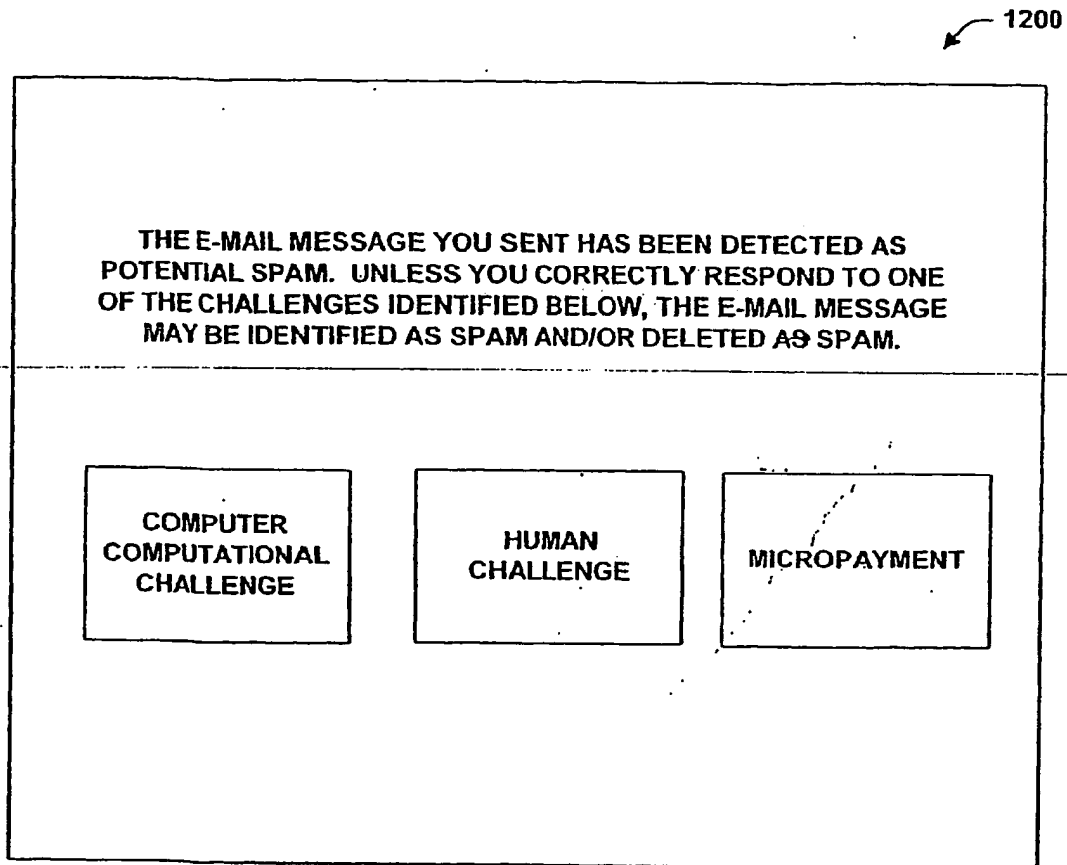 1200
THE E-MAIL MESSAGE YOU SENT HAS BEEN DETECTED AS
POTENTIAL SPAM. UNLESS YOU CORRECTLY RESPOND TO ONE
OF THE CHALLENGES IDENTIFIED BELOW, THE E-MAIL MESSAGE
MAY BE IDENTIFIED AS SPAM AND/OR DELETED AS SPAM.
COMPUTER
COMPUTATIONAL
CHALLENGE
HUMAN
CHALLENGE
MICROPAYMENT